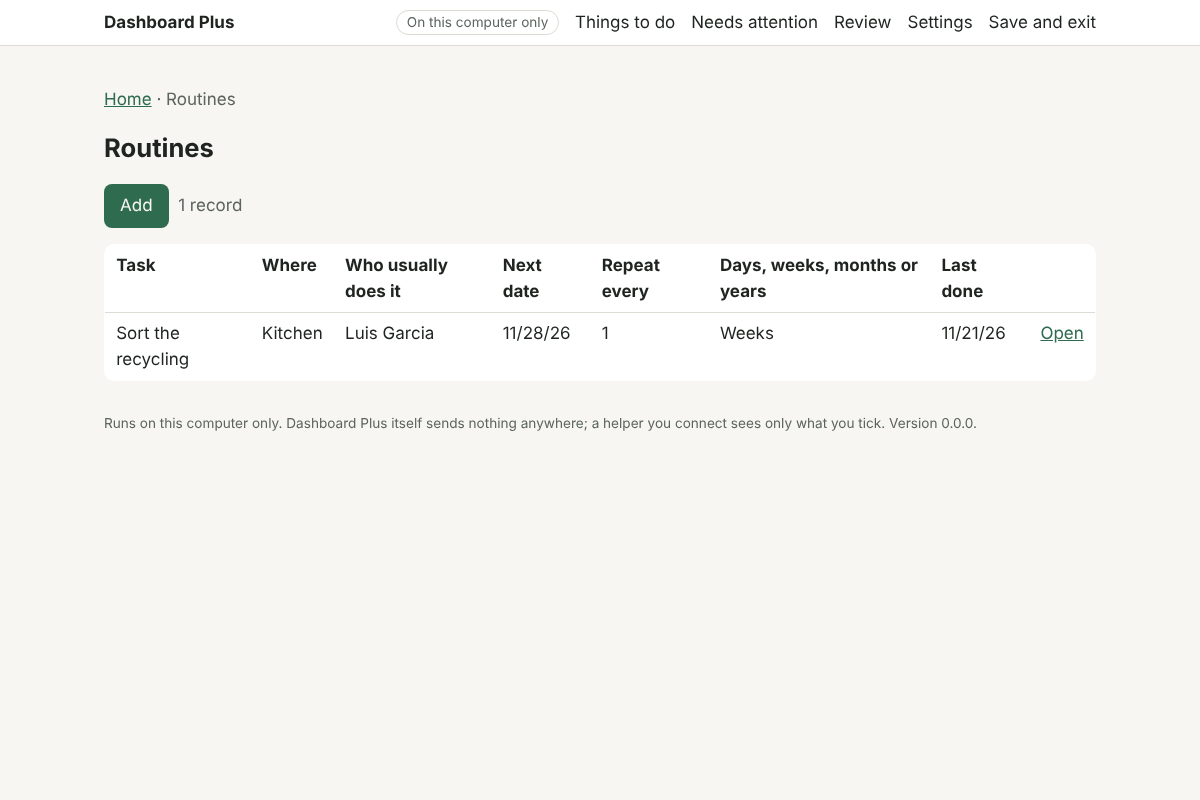 Dashboard Plus
On this computer only Things to do Needs attention Review Settings Save and exit
Home · Routines
Routines
Add 1 record
Task Where Who usually does it Next date Repeat every Days, weeks, months or years Last done
Sort the recycling Kitchen Luis Garcia 11/28/26 1 Weeks 11/21/26 Open
Runs on this computer only. Dashboard Plus itself sends nothing anywhere; a helper you connect sees only what you tick. Version 0.0.0.